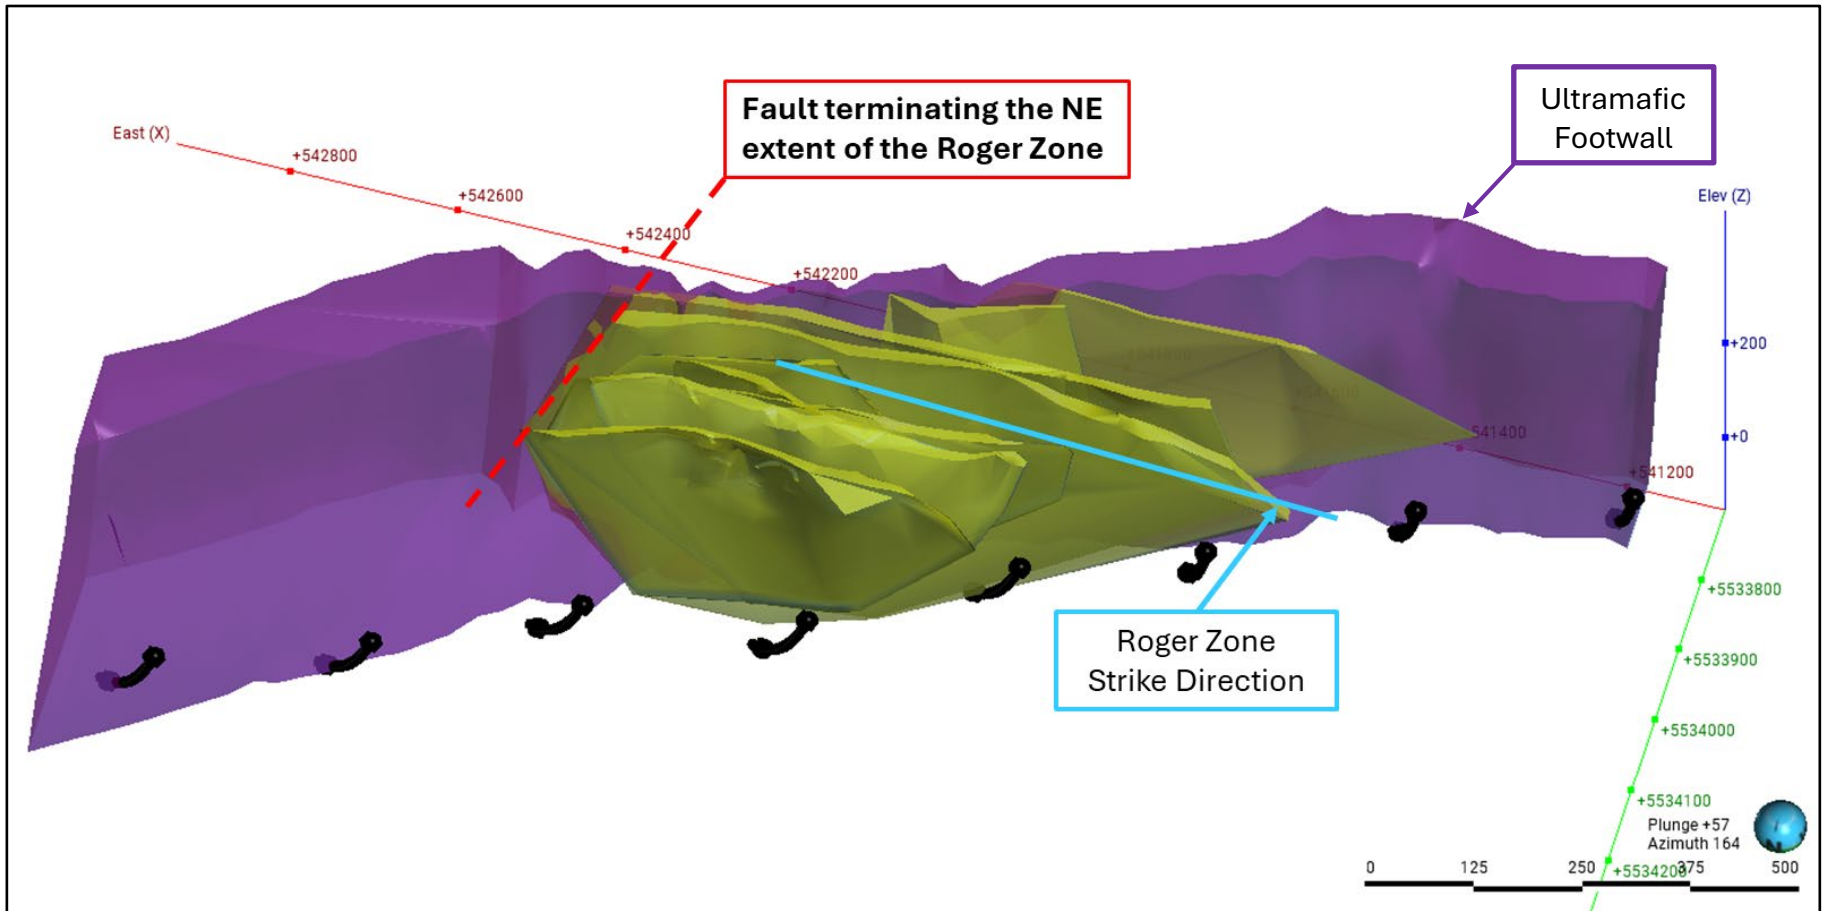 Fault terminating the NE
extent of the Roger Zone
Ultramafic
Footwall
East (X)
+542800
+542600
+542400
+542200
Elev (Z)
+200
+0
541400
+541200
+5533800
+5533900
+5534000
+5534100
+5534200
Roger Zone
Strike Direction
Plunge +57
Azimuth 164
0 125 250 375 500